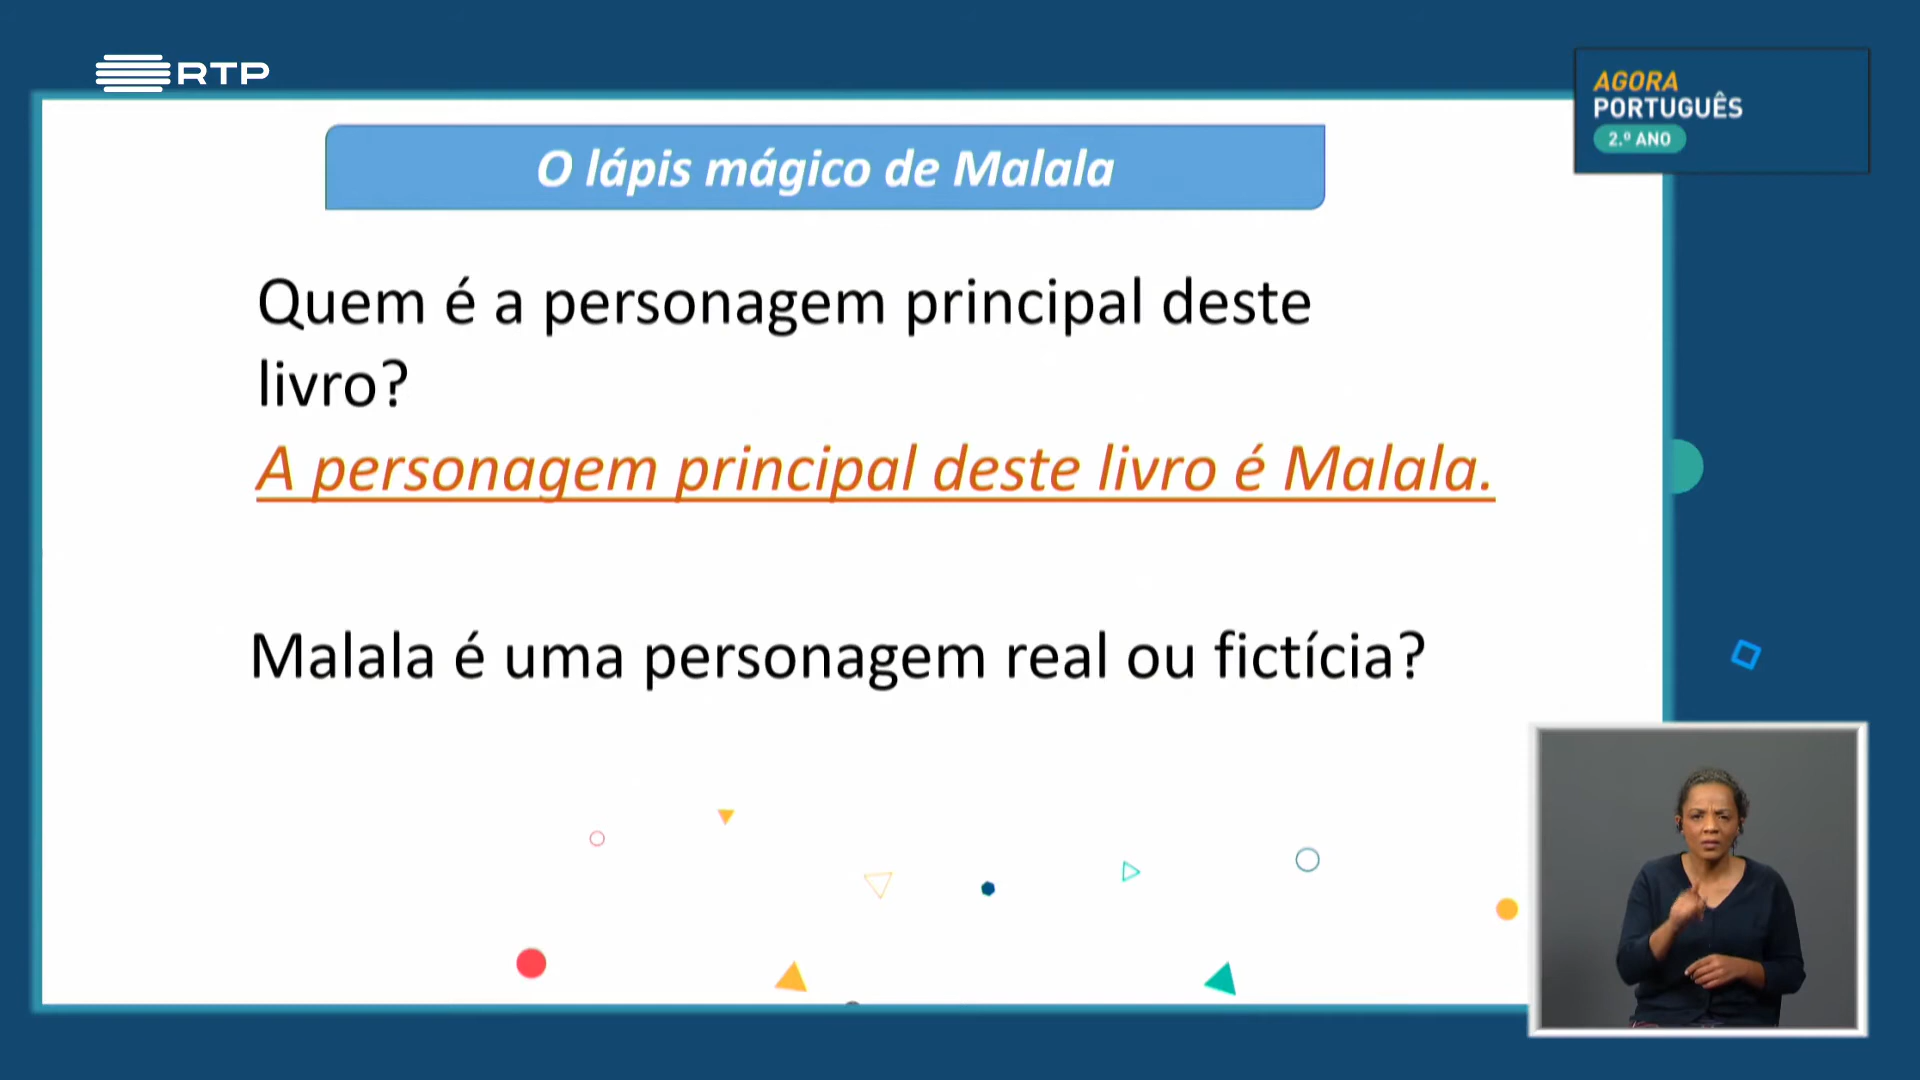 RTP
AGORA
PORTUGUÊS
2.º ANO
O lápis mágico de Malala
Quem é a personagem principal deste
livro?
A personagem principal deste livro é Malala.
Malala é uma personagem real ou fictícia?